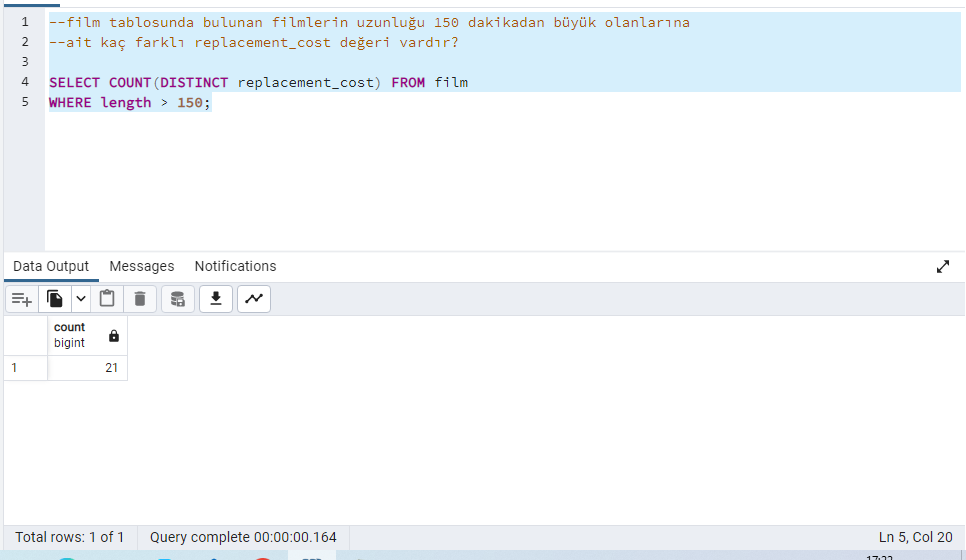 1 --film tablosunda bulunan filmlerin uzunluğu 150 dakikadan büyük olanlarına
2 --ait kaç farklı replacement_cost değeri vardır?
3
4 SELECT COUNT(DISTINCT replacement_cost) FROM film
5 WHERE length > 150;
Data Output Messages Notifications
count
bigint
1 21
Total rows: 1 of 1 Query complete 00:00:00.164 Ln 5, Col 20